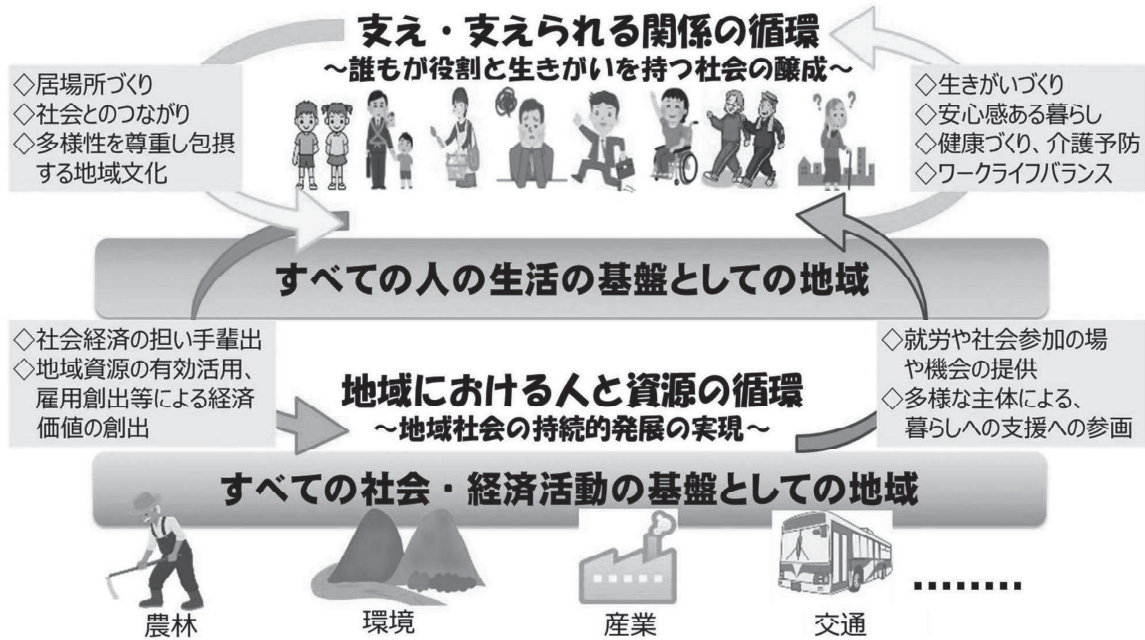 支え・支えられる関係の循環
～誰もが役割と生きがいを持つ社会の醸成～
◇居場所づくり
◇社会とのつながり
◇多様性を尊重し包摂
する地域文化
◇生きがいづくり
◇安心感ある暮らし
◇健康づくり、介護予防
◇ワークライフバランス
すべての人の生活の基盤としての地域
◇社会経済の担い手輩出
◇地域資源の有効活用、
雇用創出等による経済
価値の創出
地域における人と資源の循環
～地域社会の持続的発展の実現～
◇就労や社会参加の場
や機会の提供
◇多様な主体による、
暮らしへの支援への参画
すべての社会・経済活動の基盤としての地域
農林
環境
産業
交通